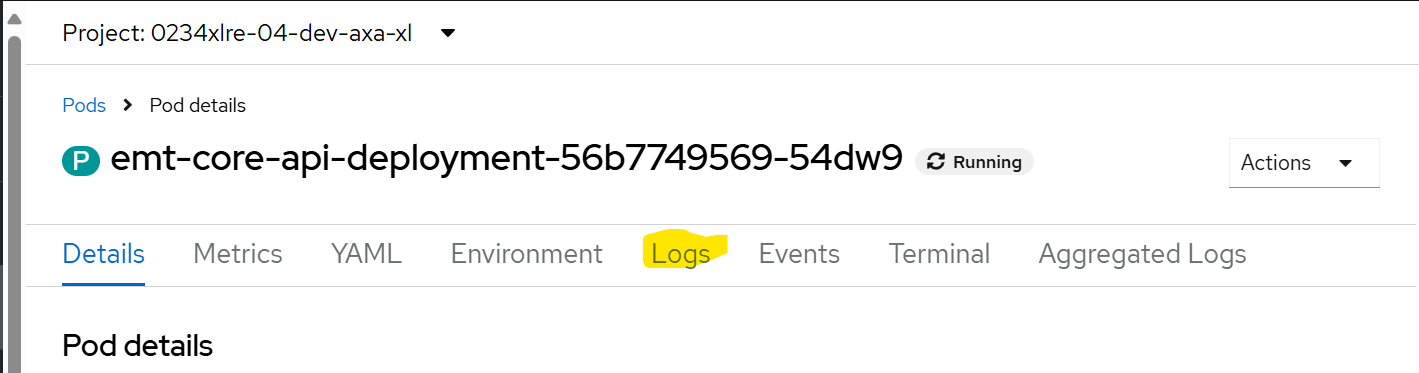 Project: 0234xlre-04-dev-axa-xl
Pods > Pod details
P emt-core-api-deployment-56b7749569-54dw9 Running
Actions
Details Metrics YAML Environment Logs Events Terminal Aggregated Logs
Pod details